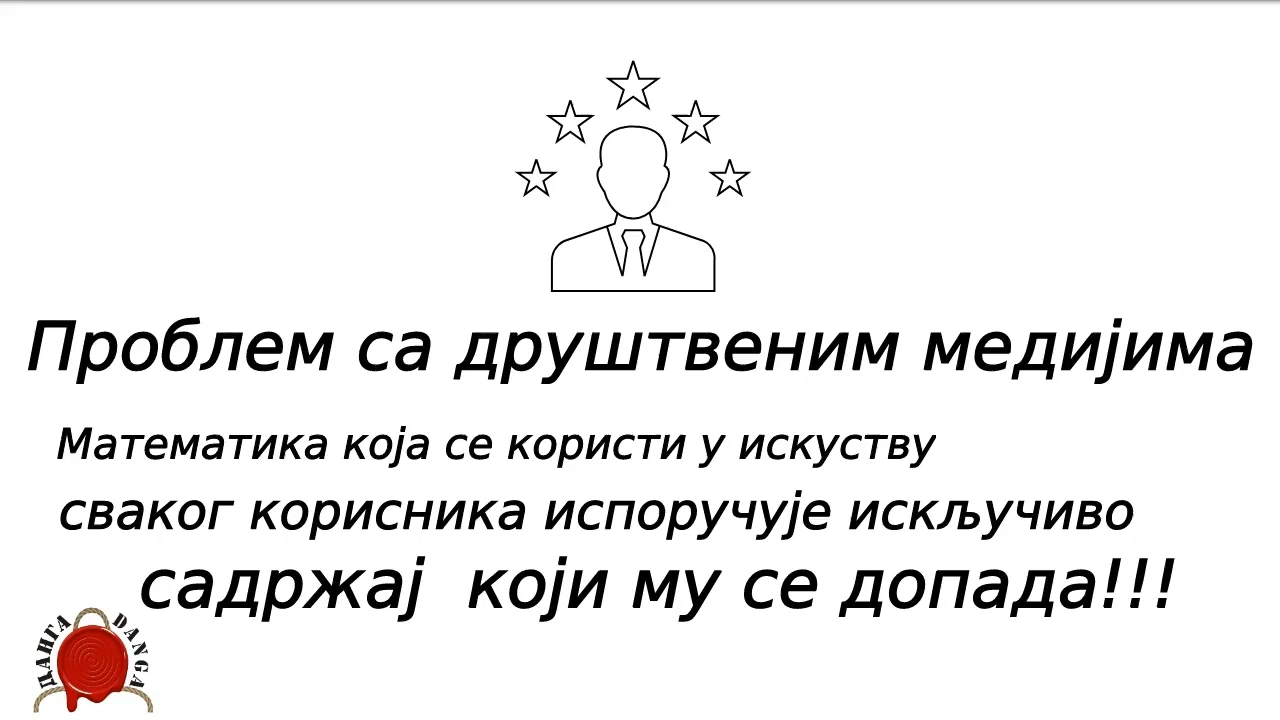 Проблем са друштвеним медијима
Математика која се користи у искуству
сваког корисника испоручује искључиво
садржај који му се допада!!!
ДАНГА DANGA